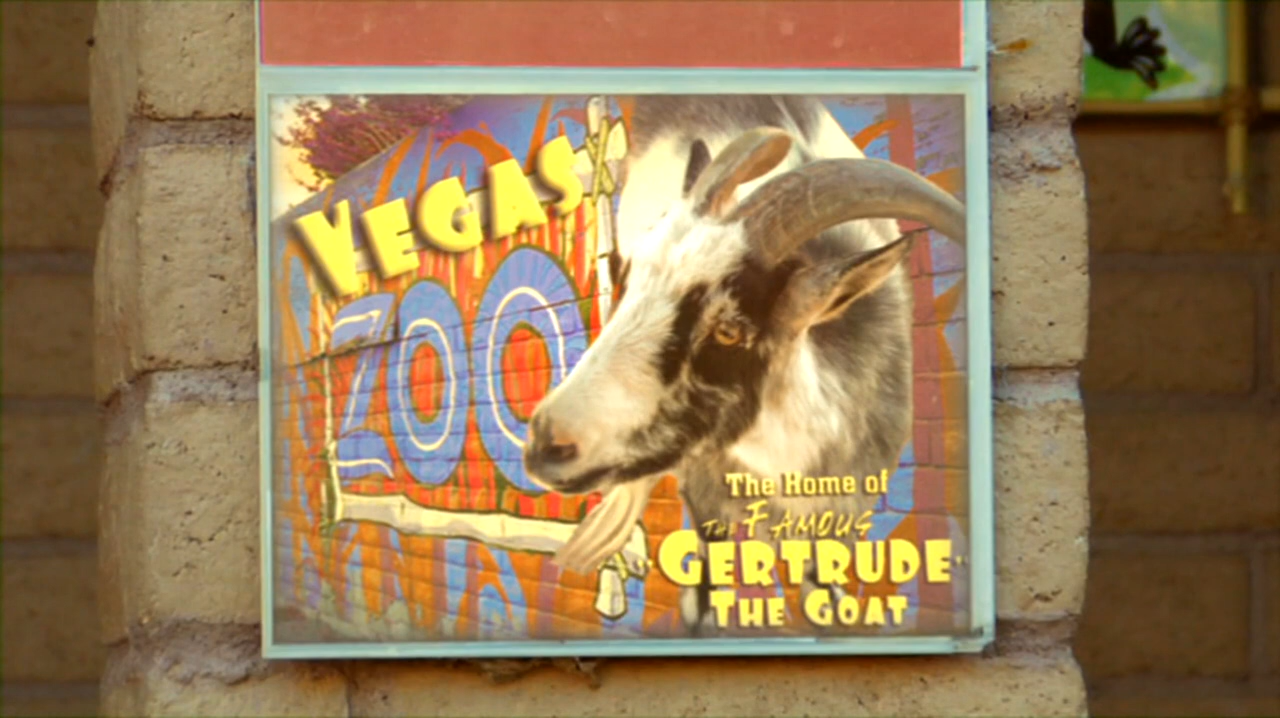 VEGAS
ZOO
The Home of
THE FAMOUS
"GERTRUDE"
THE GOAT